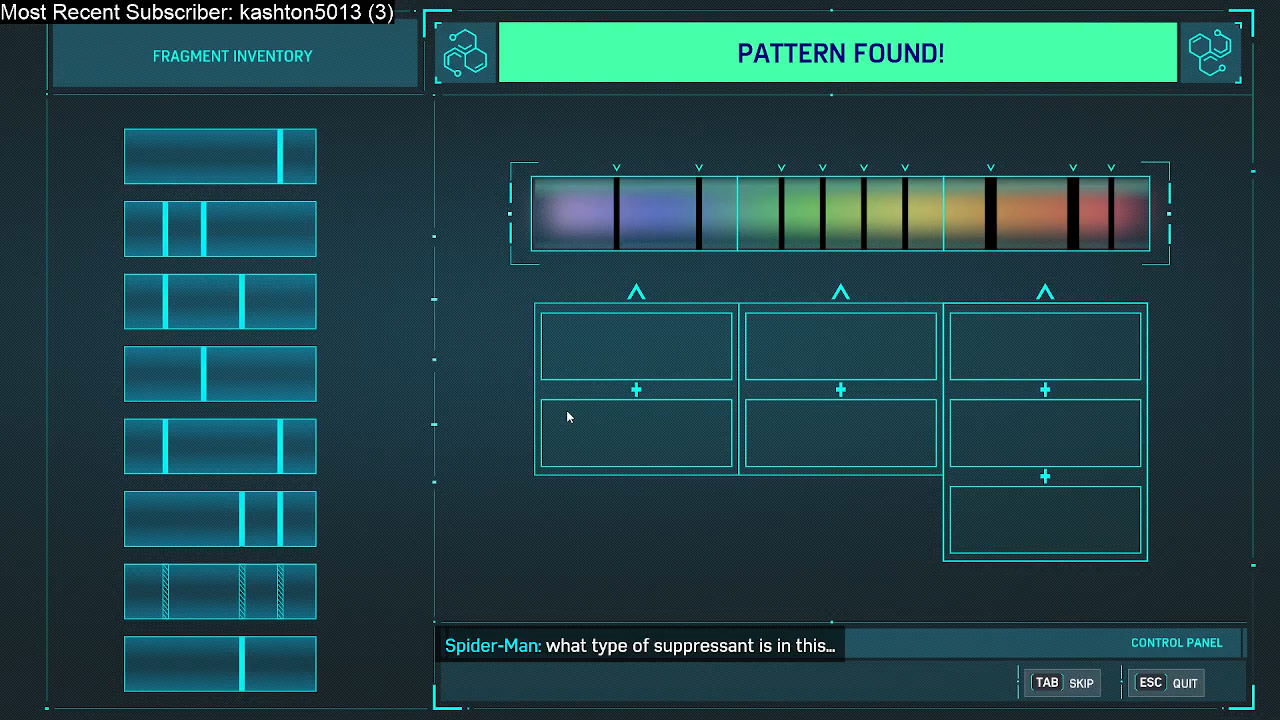 Most Recent Subscriber: kashton5013 (3)
FRAGMENT INVENTORY
PATTERN FOUND!
Spider-Man: what type of suppressant is in this...
CONTROL PANEL
TAB SKIP
ESC QUIT